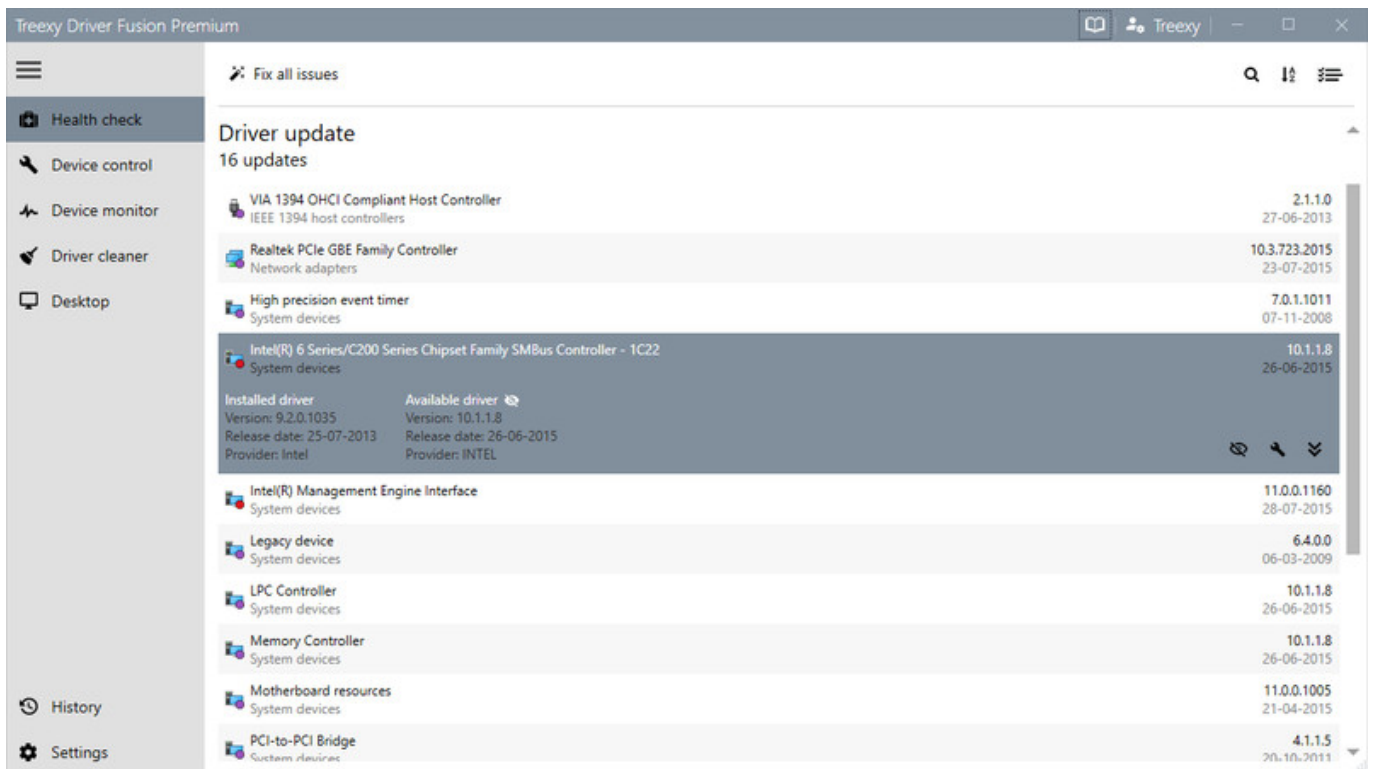 Treexy Driver Fusion Premium
Treexy
Fix all issues
Health check
Device control
Device monitor
Driver cleaner
Desktop
History
Settings
Driver update
16 updates
VIA 1394 OHCI Compliant Host Controller 2.1.1.0
IEEE 1394 host controllers 27-06-2013
Realtek PCIe GBE Family Controller 10.3.723.2015
Network adapters 23-07-2015
High precision event timer 7.0.1.1011
System devices 07-11-2008
Intel(R) 6 Series/C200 Series Chipset Family SMBus Controller - 1C22 10.1.1.8
System devices 26-06-2015
Installed driver Available driver
Version: 9.2.0.1035 Version: 10.1.1.8
Release date: 25-07-2013 Release date: 26-06-2015
Provider: Intel Provider: INTEL
Intel(R) Management Engine Interface 11.0.0.1160
System devices 28-07-2015
Legacy device 6.4.0.0
System devices 06-03-2009
LPC Controller 10.1.1.8
System devices 26-06-2015
Memory Controller 10.1.1.8
System devices 26-06-2015
Motherboard resources 11.0.0.1005
System devices 21-04-2015
PCI-to-PCI Bridge 4.1.1.5
System devices 20-10-2011